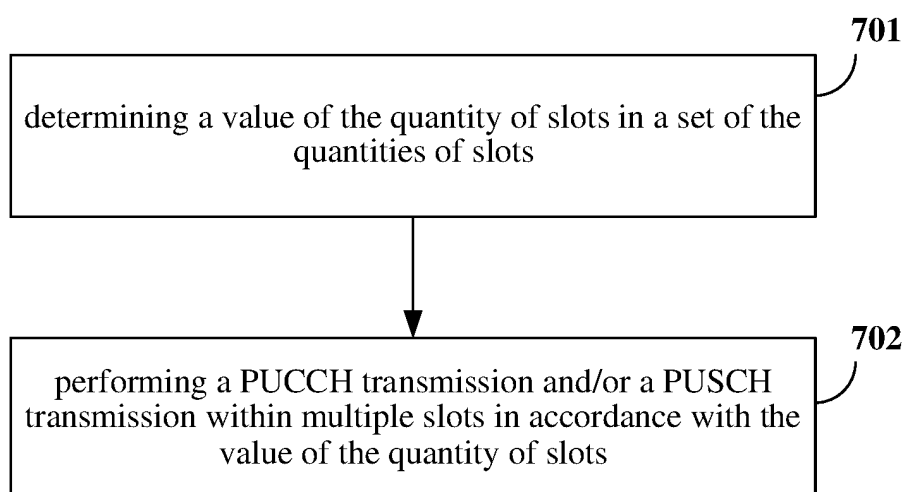 701
determining a value of the quantity of slots in a set of the
quantities of slots
702
performing a PUCCH transmission and/or a PUSCH
transmission within multiple slots in accordance with the
value of the quantity of slots